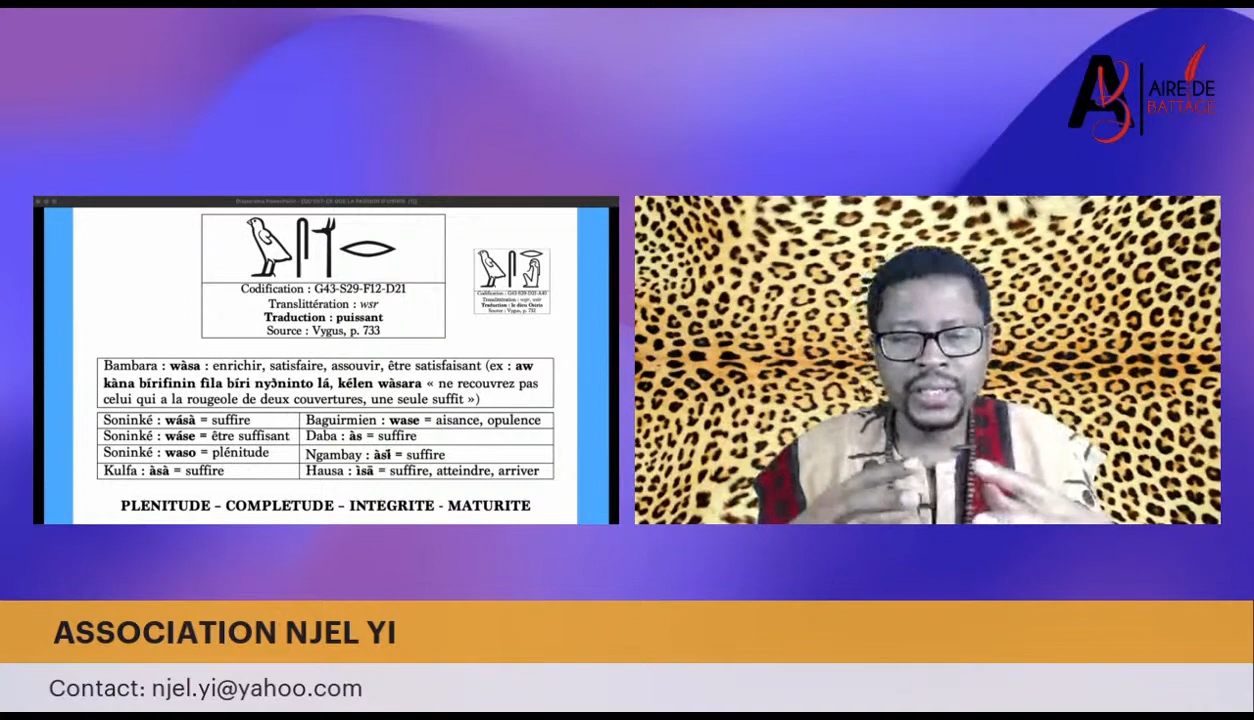 AIRE DE
BATTAGE
Codification : G43-S29-F12-D21
Translittération : wsr
Traduction : puissant
Source : Vygus, p. 733
Traduction : le dieu Osiris
Bambara : wàsa : enrichir, satisfaire, assouvir, être satisfaisant (ex : aw
kàna bírifinin fila bíri nyɔ̀ninto lá, kélen wàsara « ne recouvrez pas
celui qui a la rougeole de deux couvertures, une seule suffit »)
Soninké : wásà = suffire
Baguirmien : wase = aisance, opulence
Soninké : wáse = être suffisant
Daba : às = suffire
Soninké : waso = plénitude
Ngambay : àsī = suffire
Kulfa : àsà = suffire
Hausa : ìsā = suffire, atteindre, arriver
PLENITUDE – COMPLETUDE – INTEGRITE - MATURITE
ASSOCIATION NJEL YI
Contact: njel.yi@yahoo.com